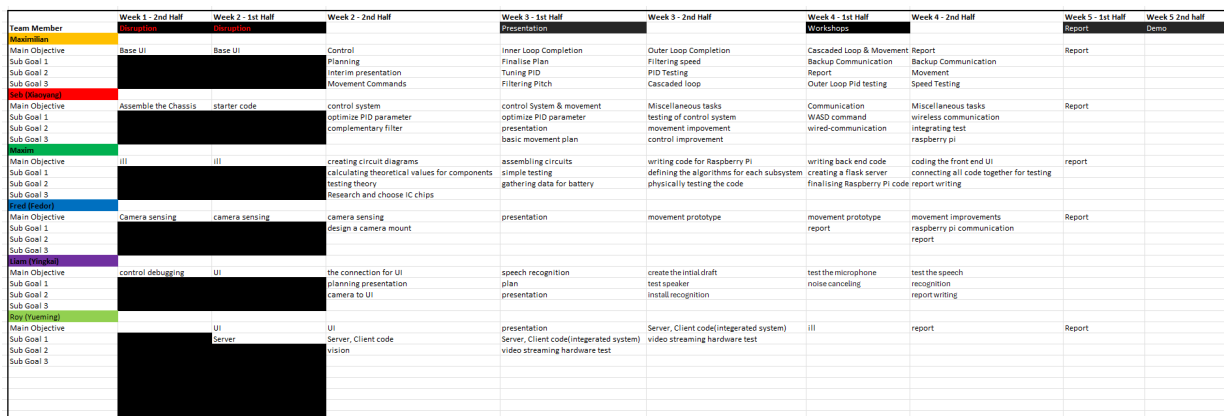 Week 1 - 2nd Half Week 2 - 1st Half Week 2 - 2nd Half Week 3 - 1st Half Week 3 - 2nd Half Week 4 - 1st Half Week 4 - 2nd Half Week 5 - 1st Half Week 5 2nd half
Team Member Disruption Disruption Presentation Workshops Report Demo
Maximilian
Main Objective Base UI Base UI Control Inner Loop Completion Outer Loop Completion Cascaded Loop & Movement Report Report
Sub Goal 1 Planning Finalise Plan Filtering speed Backup Communication Backup Communication
Sub Goal 2 Interim presentation Tuning PID PID Testing Report Movement
Sub Goal 3 Movement Commands Filtering Pitch Cascaded loop Outer Loop Pid testing Speed Testing
Seb (Xiaoyang)
Main Objective Assemble the Chassis starter code control system control System & movement Miscellaneous tasks Communication Miscellaneous tasks Report
Sub Goal 1 optimize PID parameter optimize PID parameter testing of control system WASD command wireless communication
Sub Goal 2 complementary filter presentation movement impovement wired-communication integrating test
Sub Goal 3 basic movement plan control improvement raspberry pi
Maxim
Main Objective ill ill creating circuit diagrams assembling circuits writing code for Raspberry PI writing back end code coding the front end UI report
Sub Goal 1 calculating theoretical values for components simple testing defining the algorithms for each subsystem creating a flask server connecting all code together for testing
Sub Goal 2 testing theory gathering data for battery physically testing the code finalising Raspberry Pi code report writing
Sub Goal 3 Research and choose IC chips
Fred (Fedor)
Main Objective Camera sensing camera sensing camera sensing presentation movement prototype movement prototype movement improvements Report
Sub Goal 1 design a camera mount report raspberry pi communication
Sub Goal 2 report
Sub Goal 3
Liam (Yingkai)
Main Objective control debugging UI the connection for UI speech recognition create the intial draft test the microphone test the speech
Sub Goal 1 planning presentation plan test speaker noise canceling recognition
Sub Goal 2 camera to UI presentation install recognition report writing
Sub Goal 3
Roy (Yueming)
Main Objective UI UI presentation Server, Client code(integerated system) ill report Report
Sub Goal 1 Server Server, Client code Server, Client code(integerated system) video streaming hardware test
Sub Goal 2 vision video streaming hardware test
Sub Goal 3